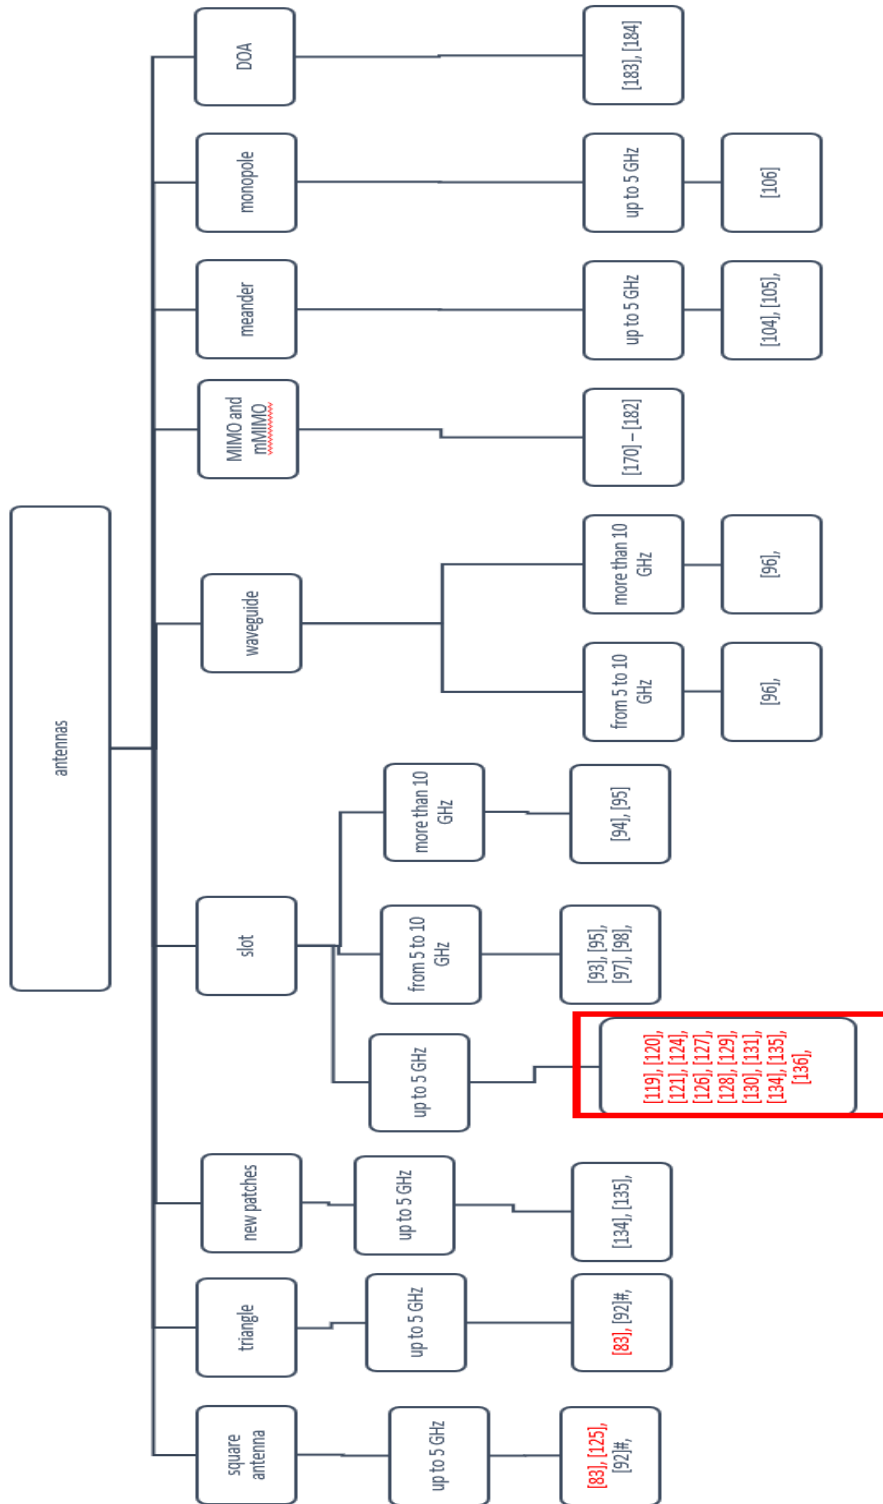 antennas
square
antenna
up to 5 GHz
[83], [125],
[92]#,
triangle
up to 5 GHz
[83], [92]#,
new patches
up to 5 GHz
[134], [135],
slot
up to 5 GHz
[119], [120],
[121], [124],
[126], [127],
[128], [129],
[130], [131],
[134], [135],
[136],
from 5 to 10
GHz
[93], [95],
[97], [98],
more than 10
GHz
[94], [95]
waveguide
from 5 to 10
GHz
[96],
more than 10
GHz
[96],
MIMO and
mMIMO
[170] – [182]
meander
up to 5 GHz
[104], [105],
monopole
up to 5 GHz
[106]
DOA
[183], [184]